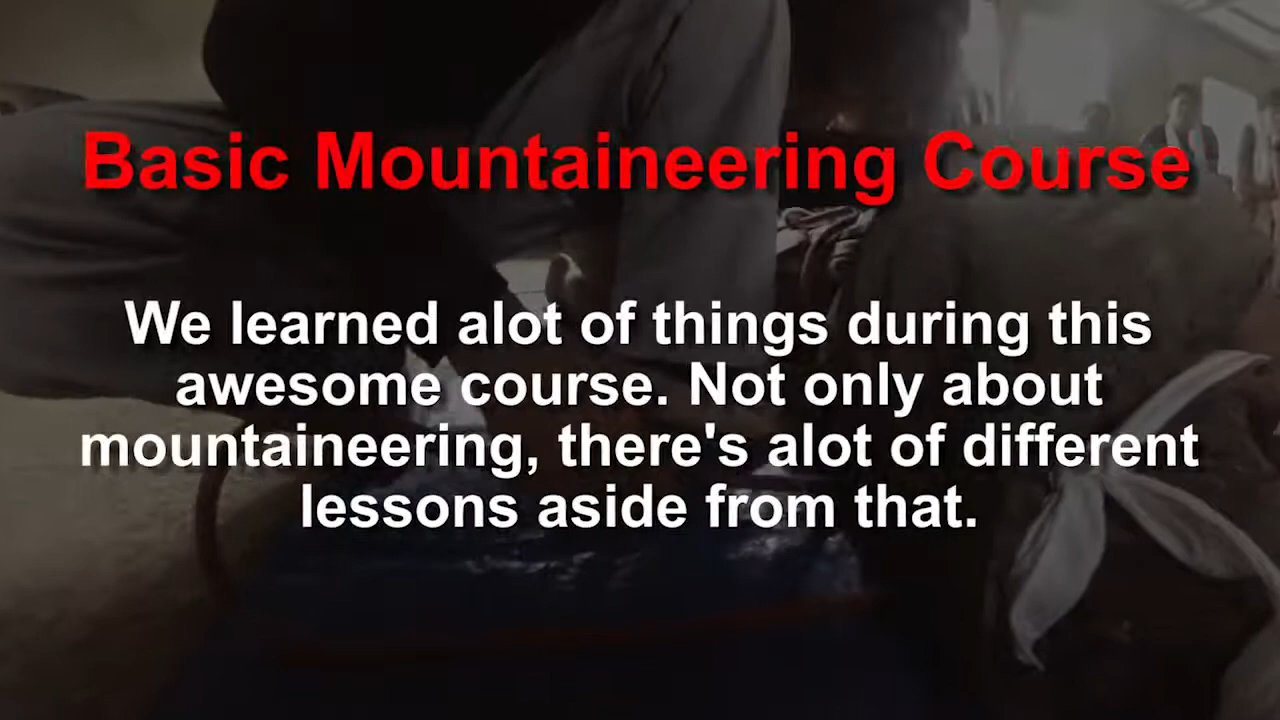 Basic Mountaineering Course
We learned alot of things during this
awesome course. Not only about
mountaineering, there's alot of different
lessons aside from that.